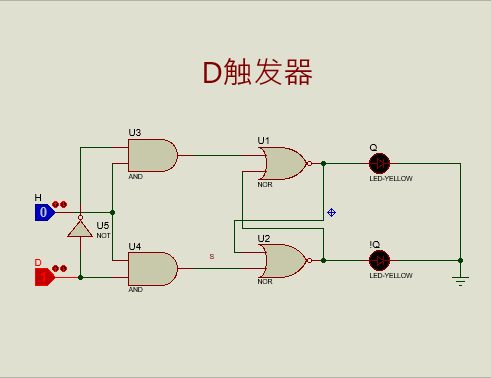 D触发器
U3
AND
U1
NOR
Q
LED-YELLOW
H
0
U5
NOT
D
U4
AND
S
U2
NOR
!Q
LED-YELLOW